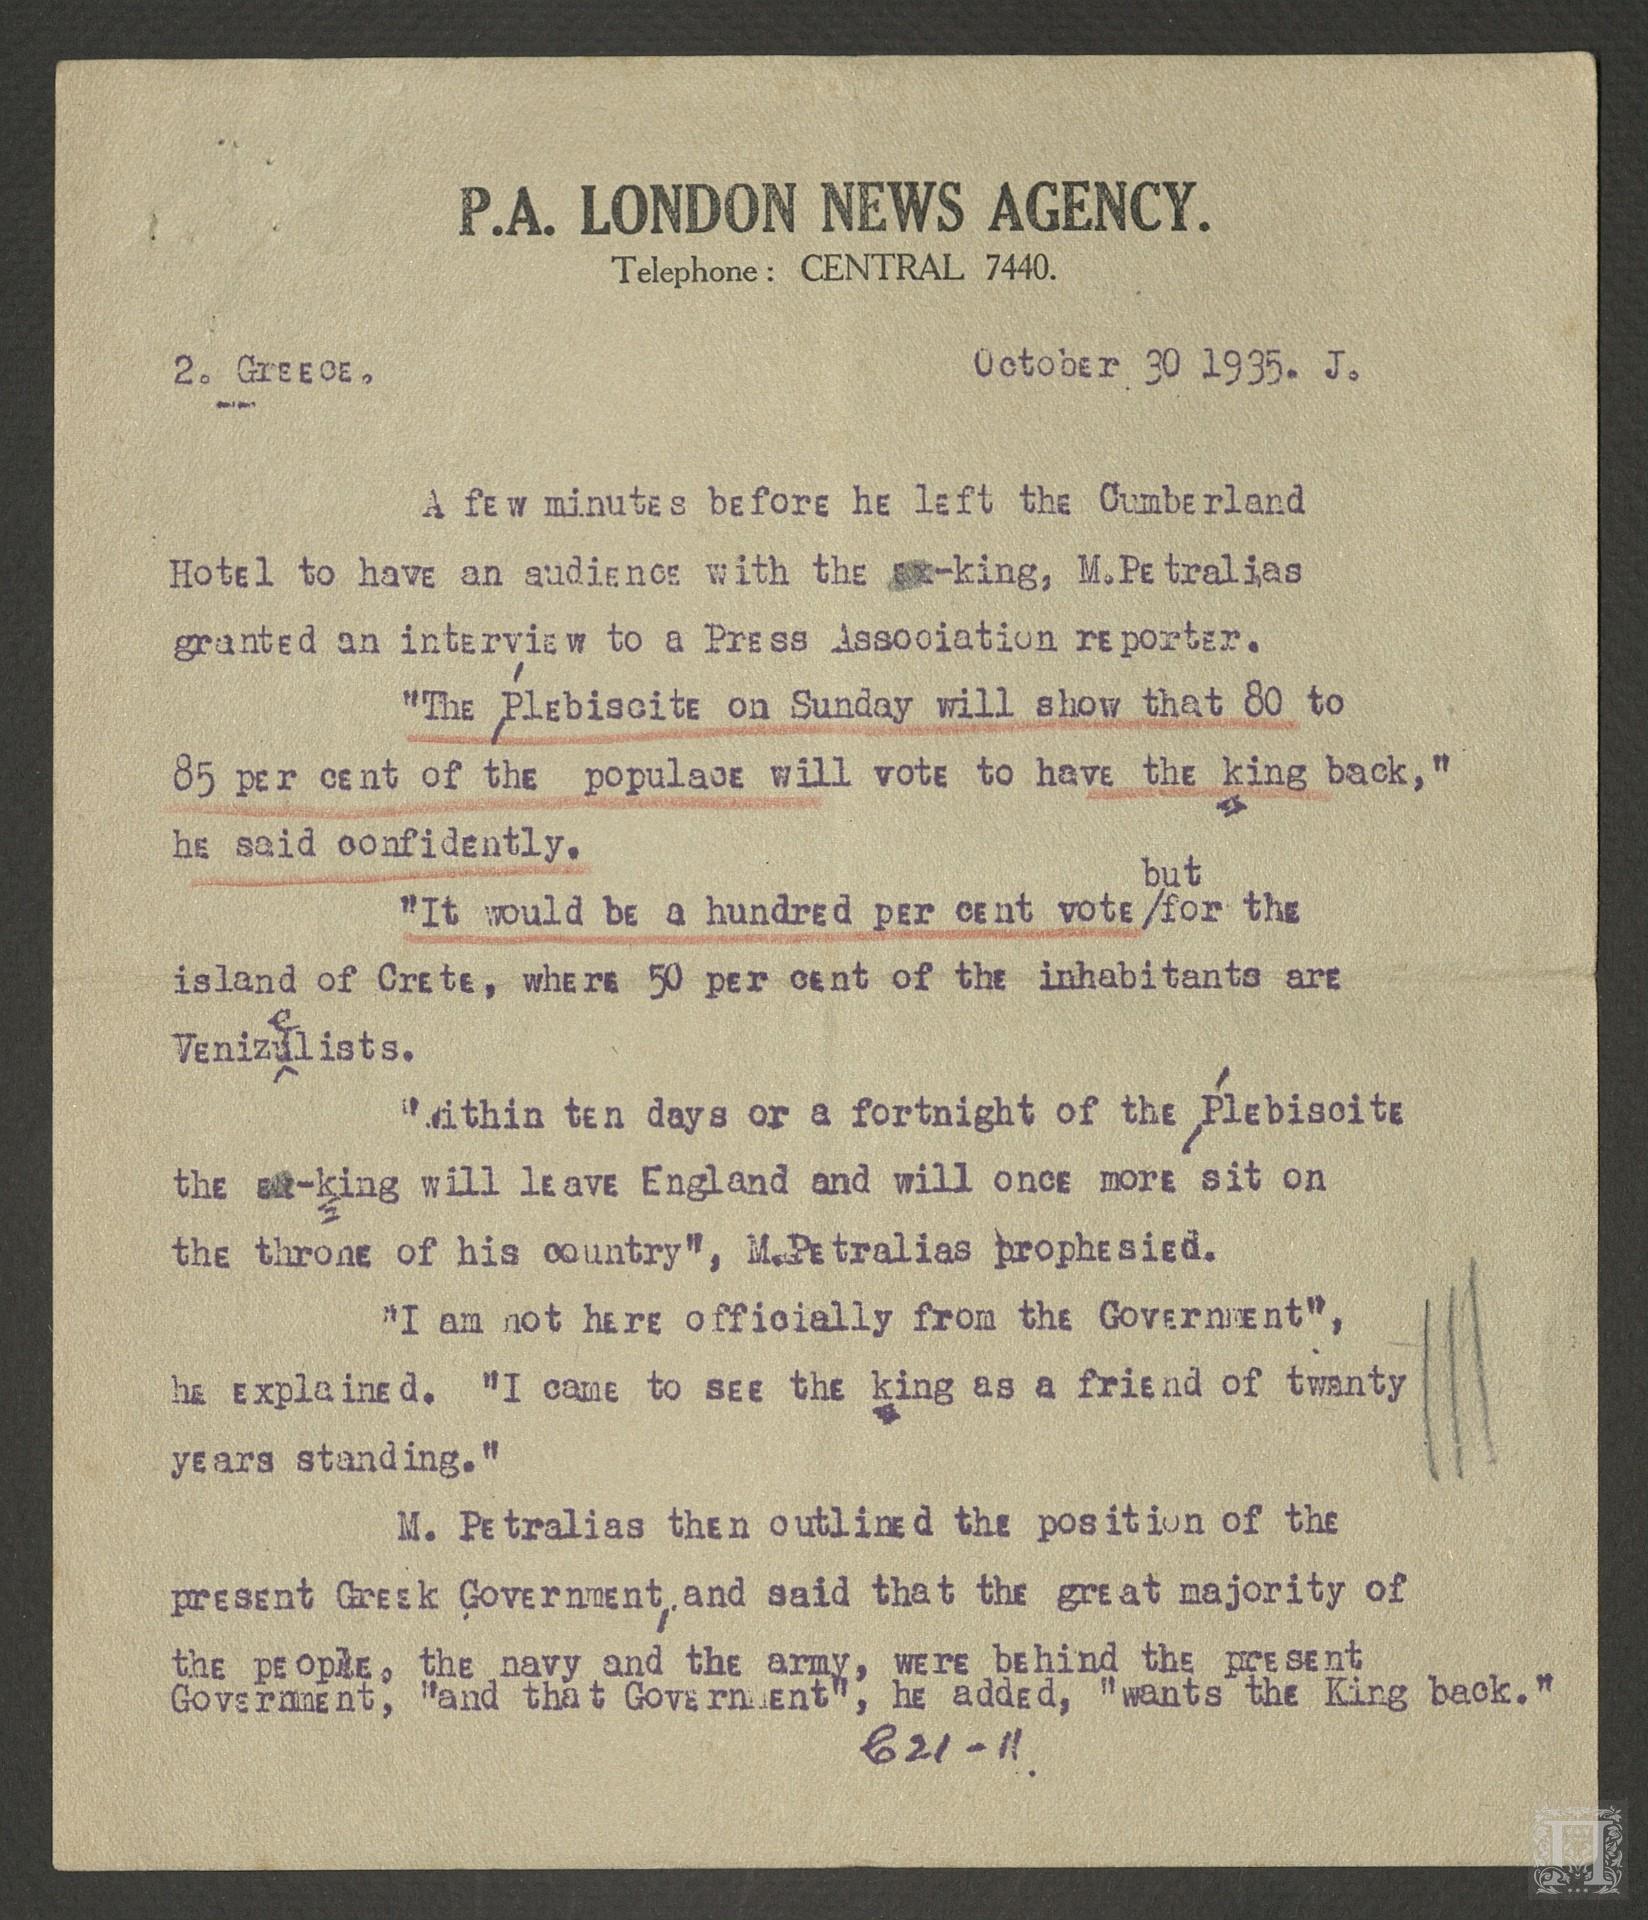 P.A. LONDON NEWS AGENCY.
Telephone: CENTRAL 7440.
2. Greece.
October 30 1935. J.
A few minutes before he left the Cumberland
Hotel to have an audience with the ex-king, M.Petralias
granted an interview to a Press Association reporter.
"The Plebiscite on Sunday will show that 80 to
85 per cent of the populace will vote to have the king back,"
he said confidently.
but
"It would be a hundred per cent vote/for the
island of Crete, where 50 per cent of the inhabitants are
e
Venizulists.
"Within ten days or a fortnight of the Plebiscite
the ex-king will leave England and will once more sit on
the throne of his country", M.Petralias prophesied.
"I am not here officially from the Government",
he explained. "I came to see the king as a friend of twenty
years standing."
M. Petralias then outlined the position of the
present Greek Government, and said that the great majority of
the people, the navy and the army, were behind the present
Government, "and that Government", he added, "wants the King back."
621-11.